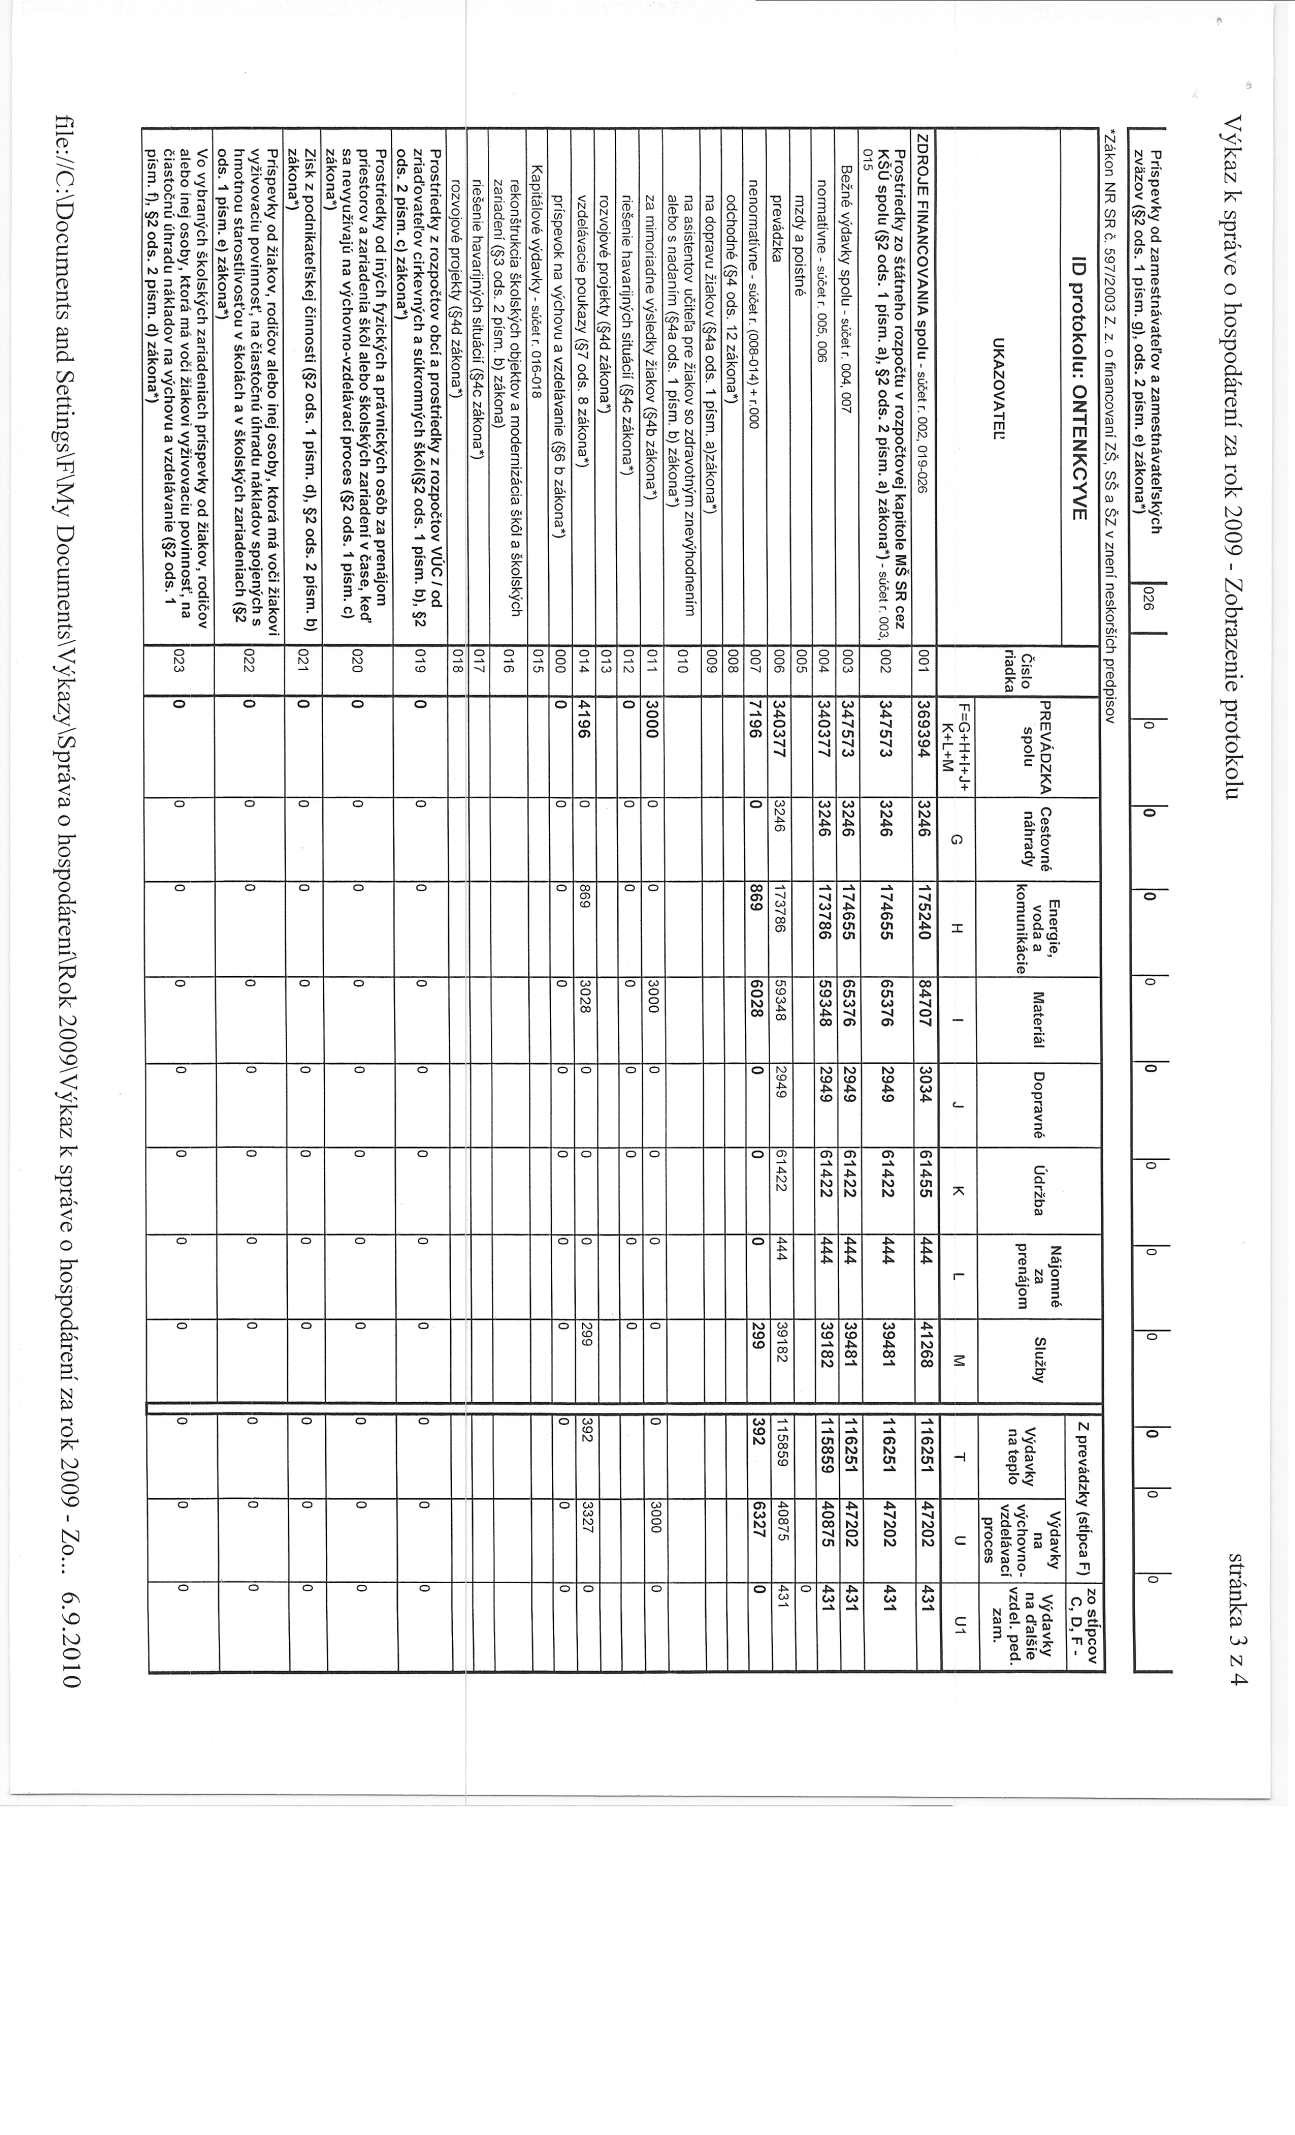 Výkaz k správe o hospodárení za rok 2009 - Zobrazenie protokolu stránka 3 z 4
Príspevky od zamestnávateľov a zamestnávateľských
zväzov (§2 ods. 1 písm. g), ods. 2 písm. e) zákona*) 026 0 0 0 0 0 0 0 0 0 0 0
*Zákon NR SR č. 597/2003 Z. z. o financovaní ZŠ, SŠ a ŠZ v znení neskorších predpisov
ID protokolu: ONTENKCYVE
UKAZOVATEĽ
Číslo
riadka
PREVÁDZKA
spolu
Cestovné
náhrady
Energie,
voda a
komunikácie
Materiál
Dopravné
Údržba
Nájomné
za
prenájom
Služby
Z prevádzky (stĺpca F)
Výdavky
na teplo
Výdavky
na
výchovno-
vzdelávací
proces
zo stĺpcov
C, D, F -
Výdavky
na ďalšie
vzdel. ped.
zam.
F=G+H+I+J+
K+L+M
G H I J K L M T U U1
ZDROJE FINANCOVANIA spolu - súčet r. 002, 019-026 001 369394 3246 175240 84707 3034 61455 444 41268 116251 47202 431
Prostriedky zo štátneho rozpočtu v rozpočtovej kapitole MŠ SR cez
KŠÚ spolu (§2 ods. 1 písm. a), §2 ods. 2 písm. a) zákona*) - súčet r. 003,
015 002 347573 3246 174655 65376 2949 61422 444 39481 116251 47202 431
Bežné výdavky spolu - súčet r. 004, 007 003 347573 3246 174655 65376 2949 61422 444 39481 116251 47202 431
normatívne - súčet r. 005, 006 004 340377 3246 173786 59348 2949 61422 444 39182 115859 40875 431
mzdy a poistné 005 0
prevádzka 006 340377 3246 173786 59348 2949 61422 444 39182 115859 40875 431
nenormatívne - súčet r. (008-014) + r.000 007 7196 0 869 6028 0 0 0 299 392 6327 0
odchodné (§4 ods. 12 zákona*) 008
na dopravu žiakov (§4a ods. 1 písm. a)zákona*) 009
na asistentov učiteľa pre žiakov so zdravotným znevýhodnením
alebo s nadaním (§4a ods. 1 písm. b) zákona*) 010
za mimoriadne výsledky žiakov (§4b zákona*) 011 3000 0 0 3000 0 0 0 0 0 3000 0
riešenie havarijných situácií (§4c zákona*) 012 0 0 0 0 0 0 0 0
rozvojové projekty (§4d zákona*) 013
vzdelávacie poukazy (§7 ods. 8 zákona*) 014 4196 0 869 3028 0 0 0 299 392 3327 0
príspevok na výchovu a vzdelávanie (§6 b zákona*) 000 0 0 0 0 0 0 0 0 0 0 0
Kapitálové výdavky - súčet r. 016-018 015
rekonštrukcia školských objektov a modernizácia škôl a školských
zariadení (§3 ods. 2 písm. b) zákona) 016
riešenie havarijných situácií (§4c zákona*) 017
rozvojové projekty (§4d zákona*) 018
Prostriedky z rozpočtov obcí a prostriedky z rozpočtov VÚC / od
zriaďovateľov cirkevných a súkromných škôl(§2 ods. 1 písm. b), §2
ods. 2 písm. c) zákona*) 019 0 0 0 0 0 0 0 0 0 0 0
Prostriedky od iných fyzických a právnických osôb za prenájom
priestorov a zariadenia škôl alebo školských zariadení v čase, keď
sa nevyužívajú na výchovno-vzdelávací proces (§2 ods. 1 písm. c)
zákona*) 020 0 0 0 0 0 0 0 0 0 0 0
Zisk z podnikateľskej činnosti (§2 ods. 1 písm. d), §2 ods. 2 písm. b)
zákona*) 021 0 0 0 0 0 0 0 0 0 0 0
Príspevky od žiakov, rodičov alebo inej osoby, ktorá má voči žiakovi
vyživovaciu povinnosť, na čiastočnú úhradu nákladov spojených s
hmotnou starostlivosťou v školách a v školských zariadeniach (§2
ods. 1 písm. e) zákona*) 022 0 0 0 0 0 0 0 0 0 0 0
Vo vybraných školských zariadeniach príspevky od žiakov, rodičov
alebo inej osoby, ktorá má voči žiakovi vyživovaciu povinnosť, na
čiastočnú úhradu nákladov na výchovu a vzdelávanie (§2 ods. 1
písm. f), §2 ods. 2 písm. d) zákona*) 023 0 0 0 0 0 0 0 0 0 0 0
file://C:\Documents and Settings\F\My Documents\Výkazy\Správa o hospodárení\Rok 2009\Výkaz k správe o hospodárení za rok 2009 - Zo... 6.9.2010